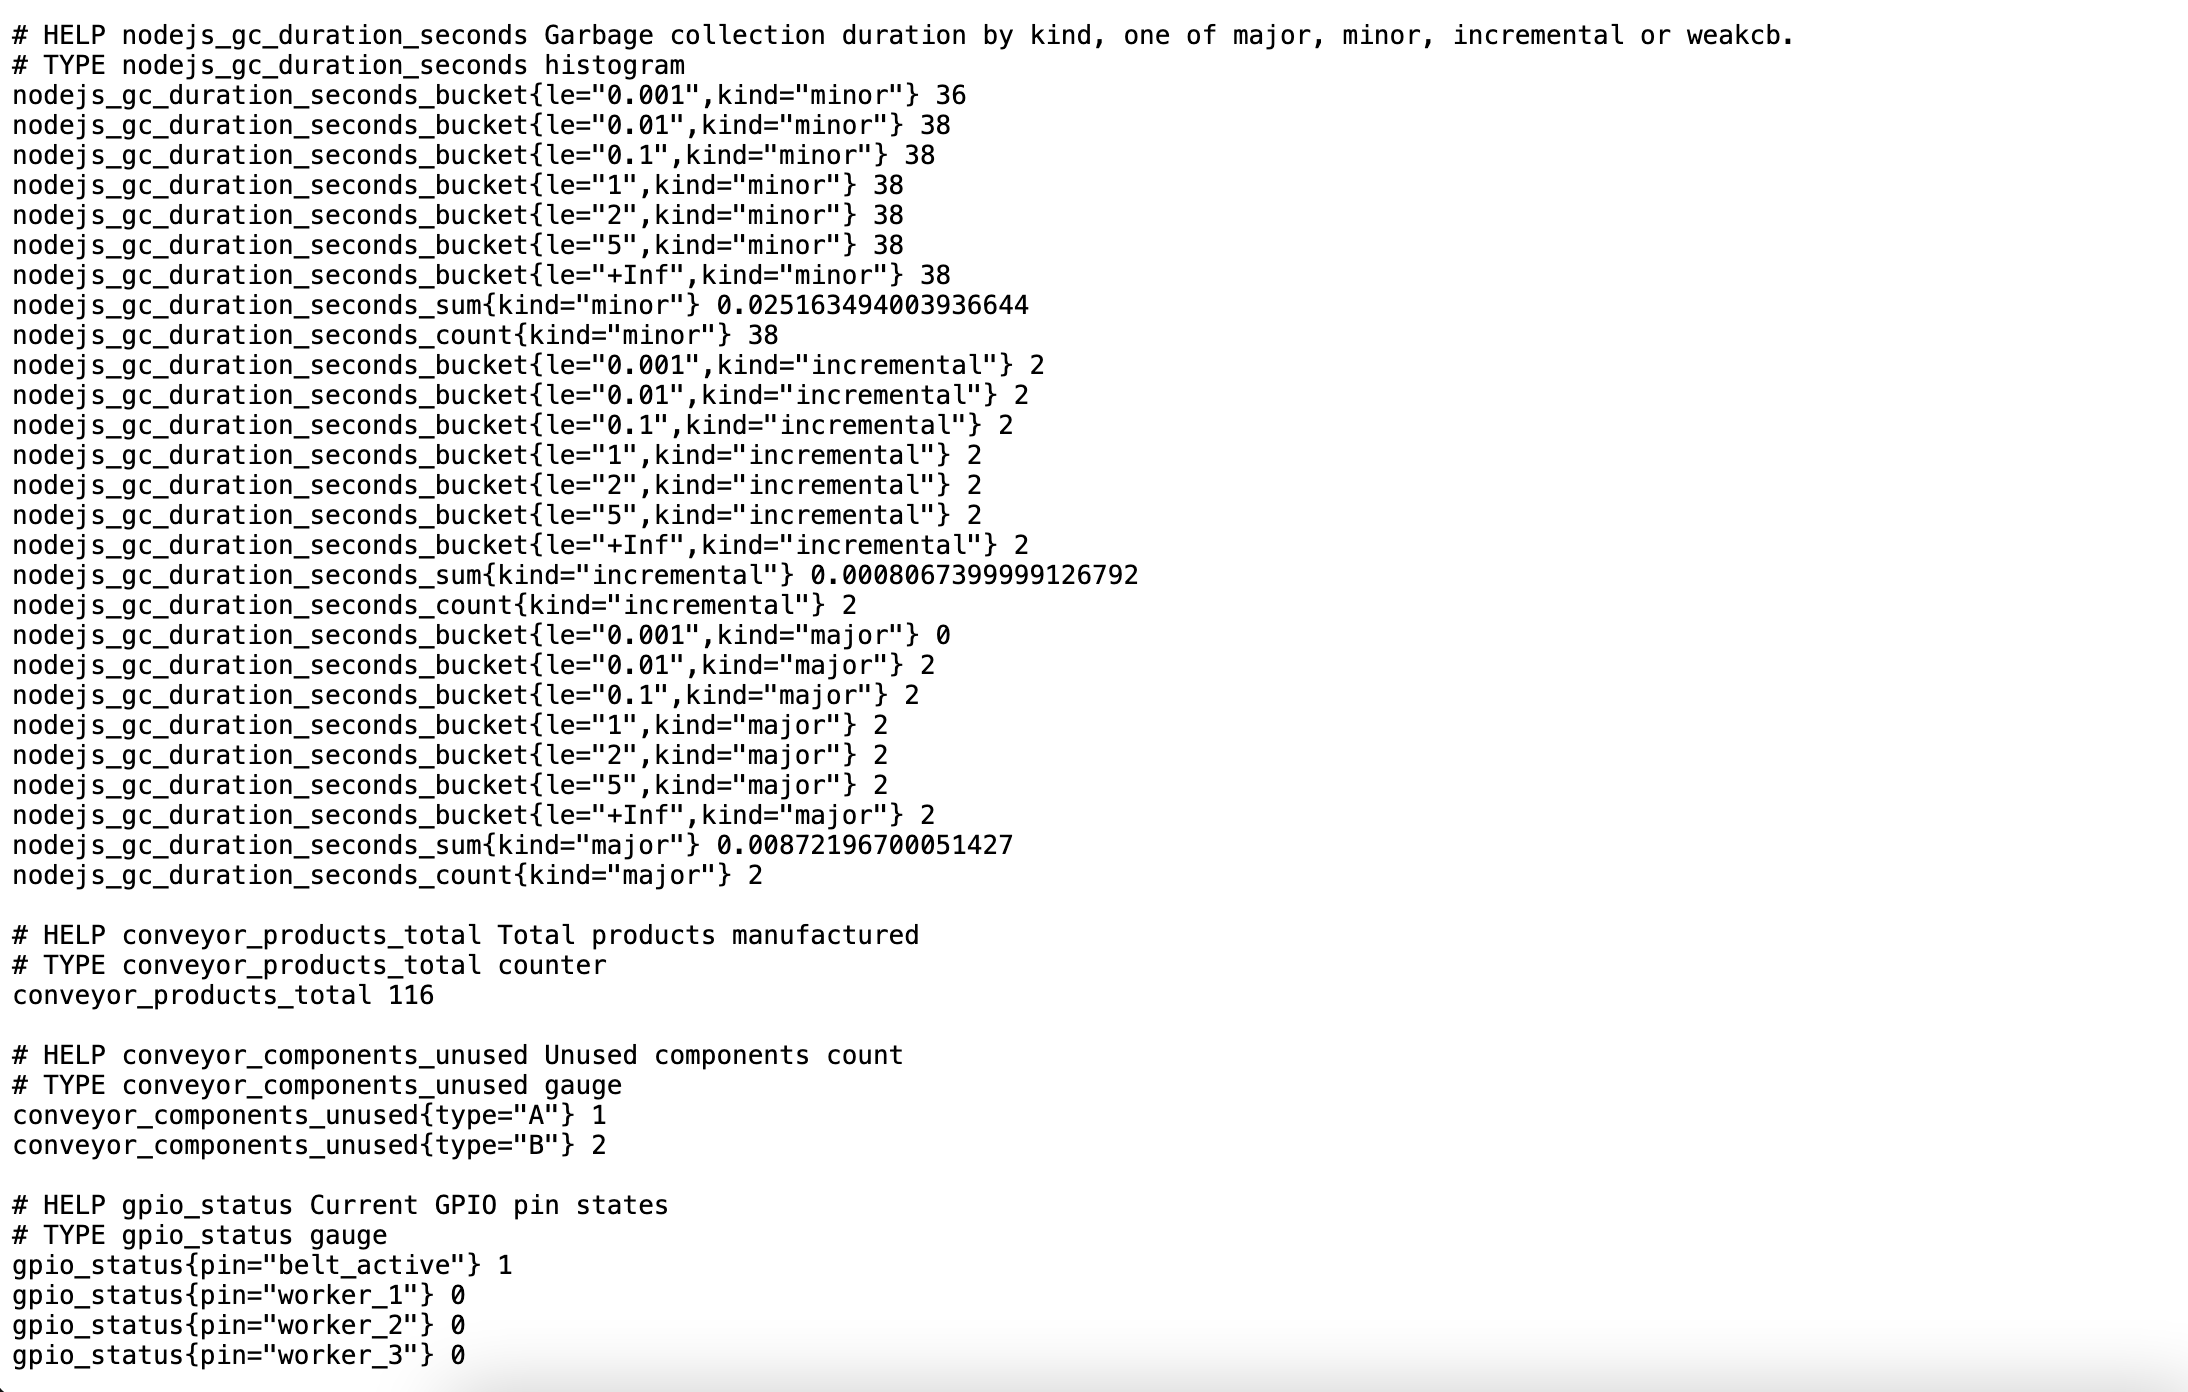 # HELP nodejs_gc_duration_seconds Garbage collection duration by kind, one of major, minor, incremental or weakcb.
# TYPE nodejs_gc_duration_seconds histogram
nodejs_gc_duration_seconds_bucket{le="0.001",kind="minor"} 36
nodejs_gc_duration_seconds_bucket{le="0.01",kind="minor"} 38
nodejs_gc_duration_seconds_bucket{le="0.1",kind="minor"} 38
nodejs_gc_duration_seconds_bucket{le="1",kind="minor"} 38
nodejs_gc_duration_seconds_bucket{le="2",kind="minor"} 38
nodejs_gc_duration_seconds_bucket{le="5",kind="minor"} 38
nodejs_gc_duration_seconds_bucket{le="+Inf",kind="minor"} 38
nodejs_gc_duration_seconds_sum{kind="minor"} 0.025163494003936644
nodejs_gc_duration_seconds_count{kind="minor"} 38
nodejs_gc_duration_seconds_bucket{le="0.001",kind="incremental"} 2
nodejs_gc_duration_seconds_bucket{le="0.01",kind="incremental"} 2
nodejs_gc_duration_seconds_bucket{le="0.1",kind="incremental"} 2
nodejs_gc_duration_seconds_bucket{le="1",kind="incremental"} 2
nodejs_gc_duration_seconds_bucket{le="2",kind="incremental"} 2
nodejs_gc_duration_seconds_bucket{le="5",kind="incremental"} 2
nodejs_gc_duration_seconds_bucket{le="+Inf",kind="incremental"} 2
nodejs_gc_duration_seconds_sum{kind="incremental"} 0.0008067399999126792
nodejs_gc_duration_seconds_count{kind="incremental"} 2
nodejs_gc_duration_seconds_bucket{le="0.001",kind="major"} 0
nodejs_gc_duration_seconds_bucket{le="0.01",kind="major"} 2
nodejs_gc_duration_seconds_bucket{le="0.1",kind="major"} 2
nodejs_gc_duration_seconds_bucket{le="1",kind="major"} 2
nodejs_gc_duration_seconds_bucket{le="2",kind="major"} 2
nodejs_gc_duration_seconds_bucket{le="5",kind="major"} 2
nodejs_gc_duration_seconds_bucket{le="+Inf",kind="major"} 2
nodejs_gc_duration_seconds_sum{kind="major"} 0.00872196700051427
nodejs_gc_duration_seconds_count{kind="major"} 2

# HELP conveyor_products_total Total products manufactured
# TYPE conveyor_products_total counter
conveyor_products_total 116

# HELP conveyor_components_unused Unused components count
# TYPE conveyor_components_unused gauge
conveyor_components_unused{type="A"} 1
conveyor_components_unused{type="B"} 2

# HELP gpio_status Current GPIO pin states
# TYPE gpio_status gauge
gpio_status{pin="belt_active"} 1
gpio_status{pin="worker_1"} 0
gpio_status{pin="worker_2"} 0
gpio_status{pin="worker_3"} 0